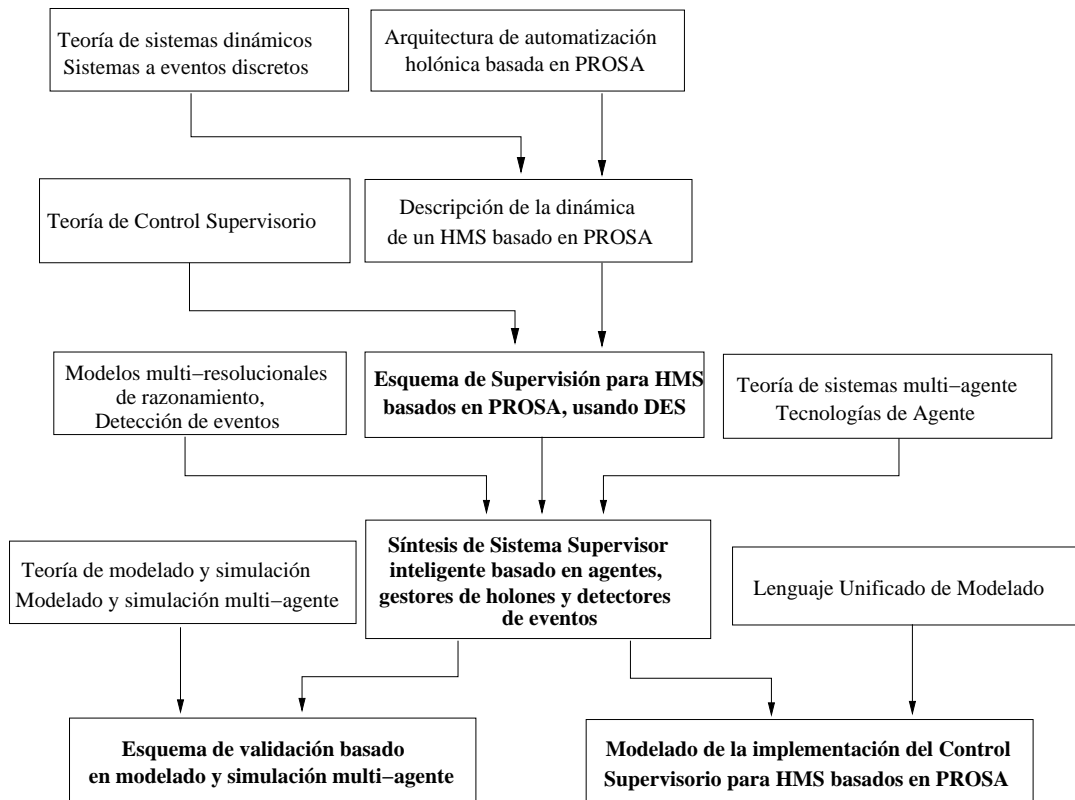 Teoría de sistemas dinámicos
Sistemas a eventos discretos
Arquitectura de automatización
holónica basada en PROSA
Teoría de Control Supervisorio
Descripción de la dinámica
de un HMS basado en PROSA
Modelos multi−resolucionales
de razonamiento,
Detección de eventos
Esquema de Supervisión para HMS
basados en PROSA, usando DES
Teoría de sistemas multi−agente
Tecnologías de Agente
Teoría de modelado y simulación
Modelado y simulación multi−agente
Síntesis de Sistema Supervisor
inteligente basado en agentes,
gestores de holones y detectores
de eventos
Lenguaje Unificado de Modelado
Esquema de validación basado
en modelado y simulación multi−agente
Modelado de la implementación del Control
Supervisorio para HMS basados en PROSA